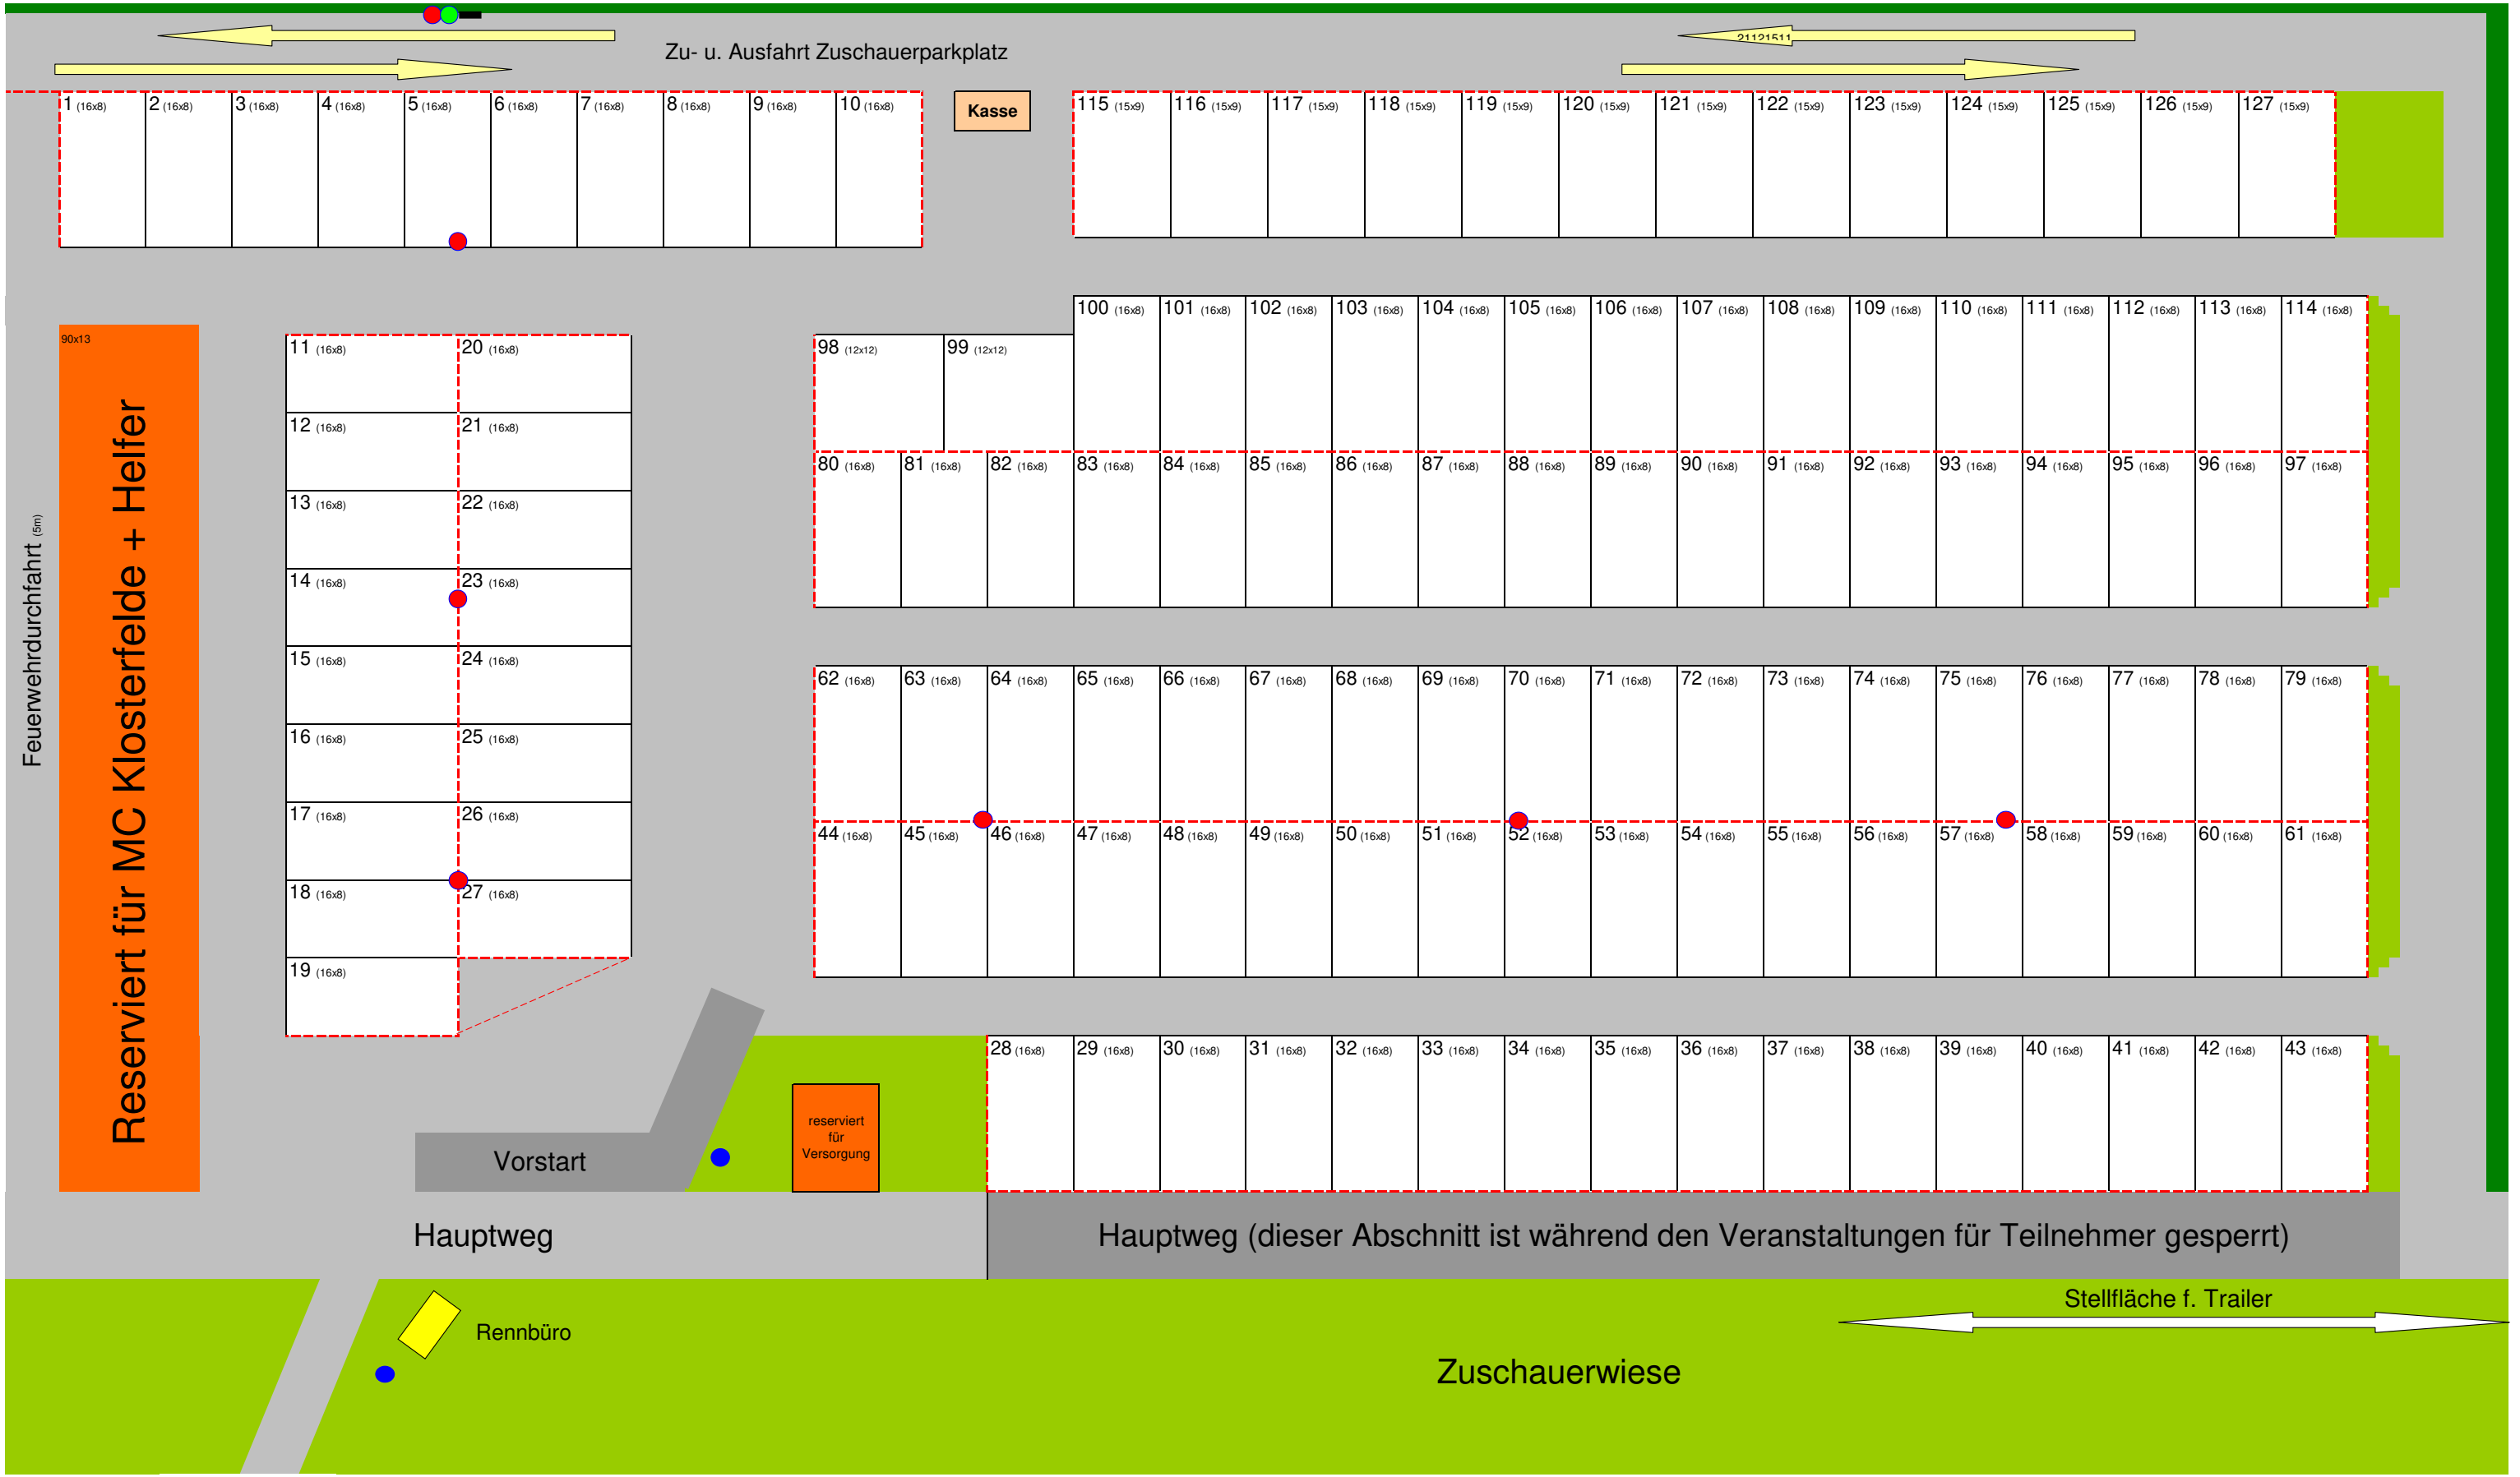 Zu- u. Ausfahrt Zuschauerparkplatz
21121511
1 (16x8) 2 (16x8) 3 (16x8) 4 (16x8) 5 (16x8) 6 (16x8) 7 (16x8) 8 (16x8) 9 (16x8) 10 (16x8)
Kasse
115 (15x9) 116 (15x9) 117 (15x9) 118 (15x9) 119 (15x9) 120 (15x9) 121 (15x9) 122 (15x9) 123 (15x9) 124 (15x9) 125 (15x9) 126 (15x9) 127 (15x9)
100 (16x8) 101 (16x8) 102 (16x8) 103 (16x8) 104 (16x8) 105 (16x8) 106 (16x8) 107 (16x8) 108 (16x8) 109 (16x8) 110 (16x8) 111 (16x8) 112 (16x8) 113 (16x8) 114 (16x8)
90x13
Feuerwehrdurchfahrt (5m)
Reserviert für MC Klosterfelde + Helfer
11 (16x8) 20 (16x8)
12 (16x8) 21 (16x8)
13 (16x8) 22 (16x8)
14 (16x8) 23 (16x8)
15 (16x8) 24 (16x8)
16 (16x8) 25 (16x8)
17 (16x8) 26 (16x8)
18 (16x8) 27 (16x8)
19 (16x8)
98 (12x12) 99 (12x12)
80 (16x8) 81 (16x8) 82 (16x8) 83 (16x8) 84 (16x8) 85 (16x8) 86 (16x8) 87 (16x8) 88 (16x8) 89 (16x8) 90 (16x8) 91 (16x8) 92 (16x8) 93 (16x8) 94 (16x8) 95 (16x8) 96 (16x8) 97 (16x8)
62 (16x8) 63 (16x8) 64 (16x8) 65 (16x8) 66 (16x8) 67 (16x8) 68 (16x8) 69 (16x8) 70 (16x8) 71 (16x8) 72 (16x8) 73 (16x8) 74 (16x8) 75 (16x8) 76 (16x8) 77 (16x8) 78 (16x8) 79 (16x8)
44 (16x8) 45 (16x8) 46 (16x8) 47 (16x8) 48 (16x8) 49 (16x8) 50 (16x8) 51 (16x8) 52 (16x8) 53 (16x8) 54 (16x8) 55 (16x8) 56 (16x8) 57 (16x8) 58 (16x8) 59 (16x8) 60 (16x8) 61 (16x8)
28 (16x8) 29 (16x8) 30 (16x8) 31 (16x8) 32 (16x8) 33 (16x8) 34 (16x8) 35 (16x8) 36 (16x8) 37 (16x8) 38 (16x8) 39 (16x8) 40 (16x8) 41 (16x8) 42 (16x8) 43 (16x8)
reserviert
für
Versorgung
Vorstart
Hauptweg
Hauptweg (dieser Abschnitt ist während den Veranstaltungen für Teilnehmer gesperrt)
Stellfläche f. Trailer
Rennbüro
Zuschauerwiese